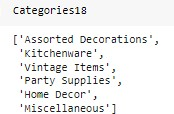 Categories18
['Assorted Decorations',
'Kitchenware',
'Vintage Items',
'Party Supplies',
'Home Decor',
'Miscellaneous']